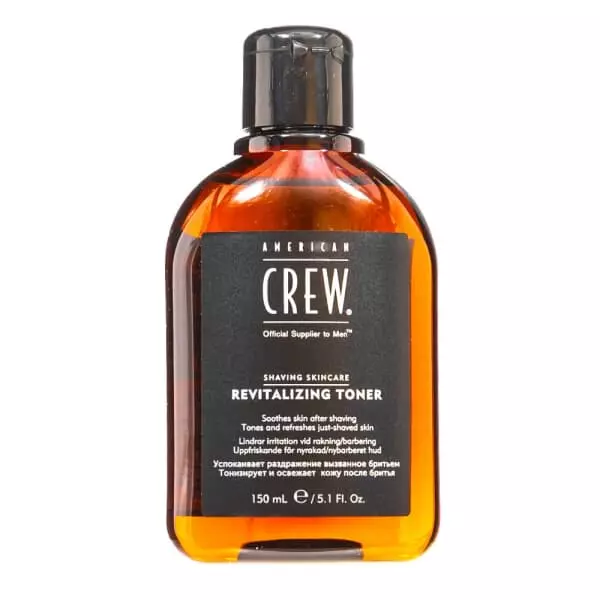 AMERICAN
CREW.
Official Supplier to Men™
SHAVING SKINCARE
REVITALIZING TONER
Soothes skin after shaving
Tones and refreshes just-shaved skin
Lindrar irritation vid rakning/barbering
Uppfriskande för nyrakad/nybarberet hud
Успокаивает раздражение вызванное бритьем
Тонизирует и освежает кожу после бритья
150 mL ℮ / 5.1 Fl. Oz.